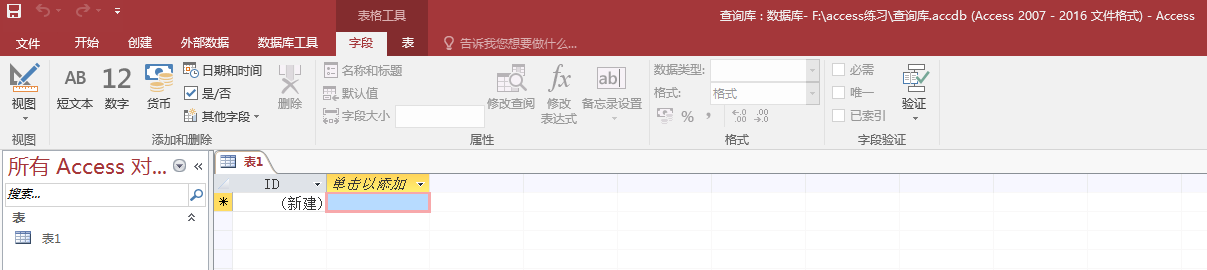 表格工具
查询库 : 数据库- F:\access练习\查询库.accdb (Access 2007 - 2016 文件格式) - Access
文件 开始 创建 外部数据 数据库工具 字段 表 告诉我您想要做什么...
视图 AB 短文本 12 数字 货币 日期和时间 是/否 其他字段 删除 名称和标题 默认值 字段大小 修改查阅 fx 修改表达式 ab| 备忘录设置 数据类型: 格式: 格式 % , ←.0 .00 .00 →.0 必需 唯一 已索引 验证
视图 添加和删除 属性 格式 字段验证
所有 Access 对... « 表1
搜索... ID 单击以添加
表 * (新建)
表1